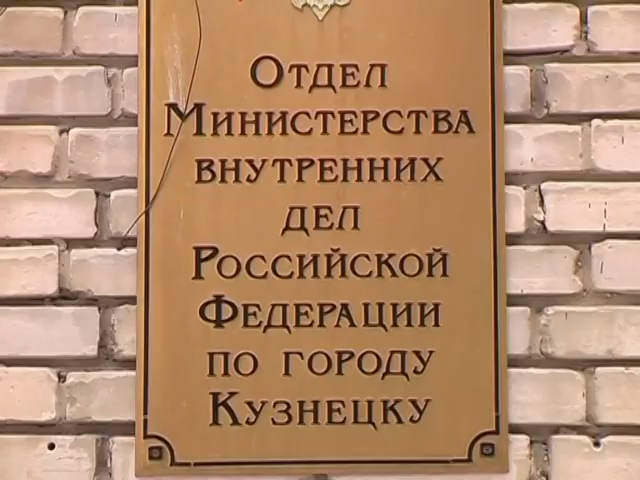 Отдел
Министерства
внутренних
дел
Российской
Федерации
по городу
Кузнецку